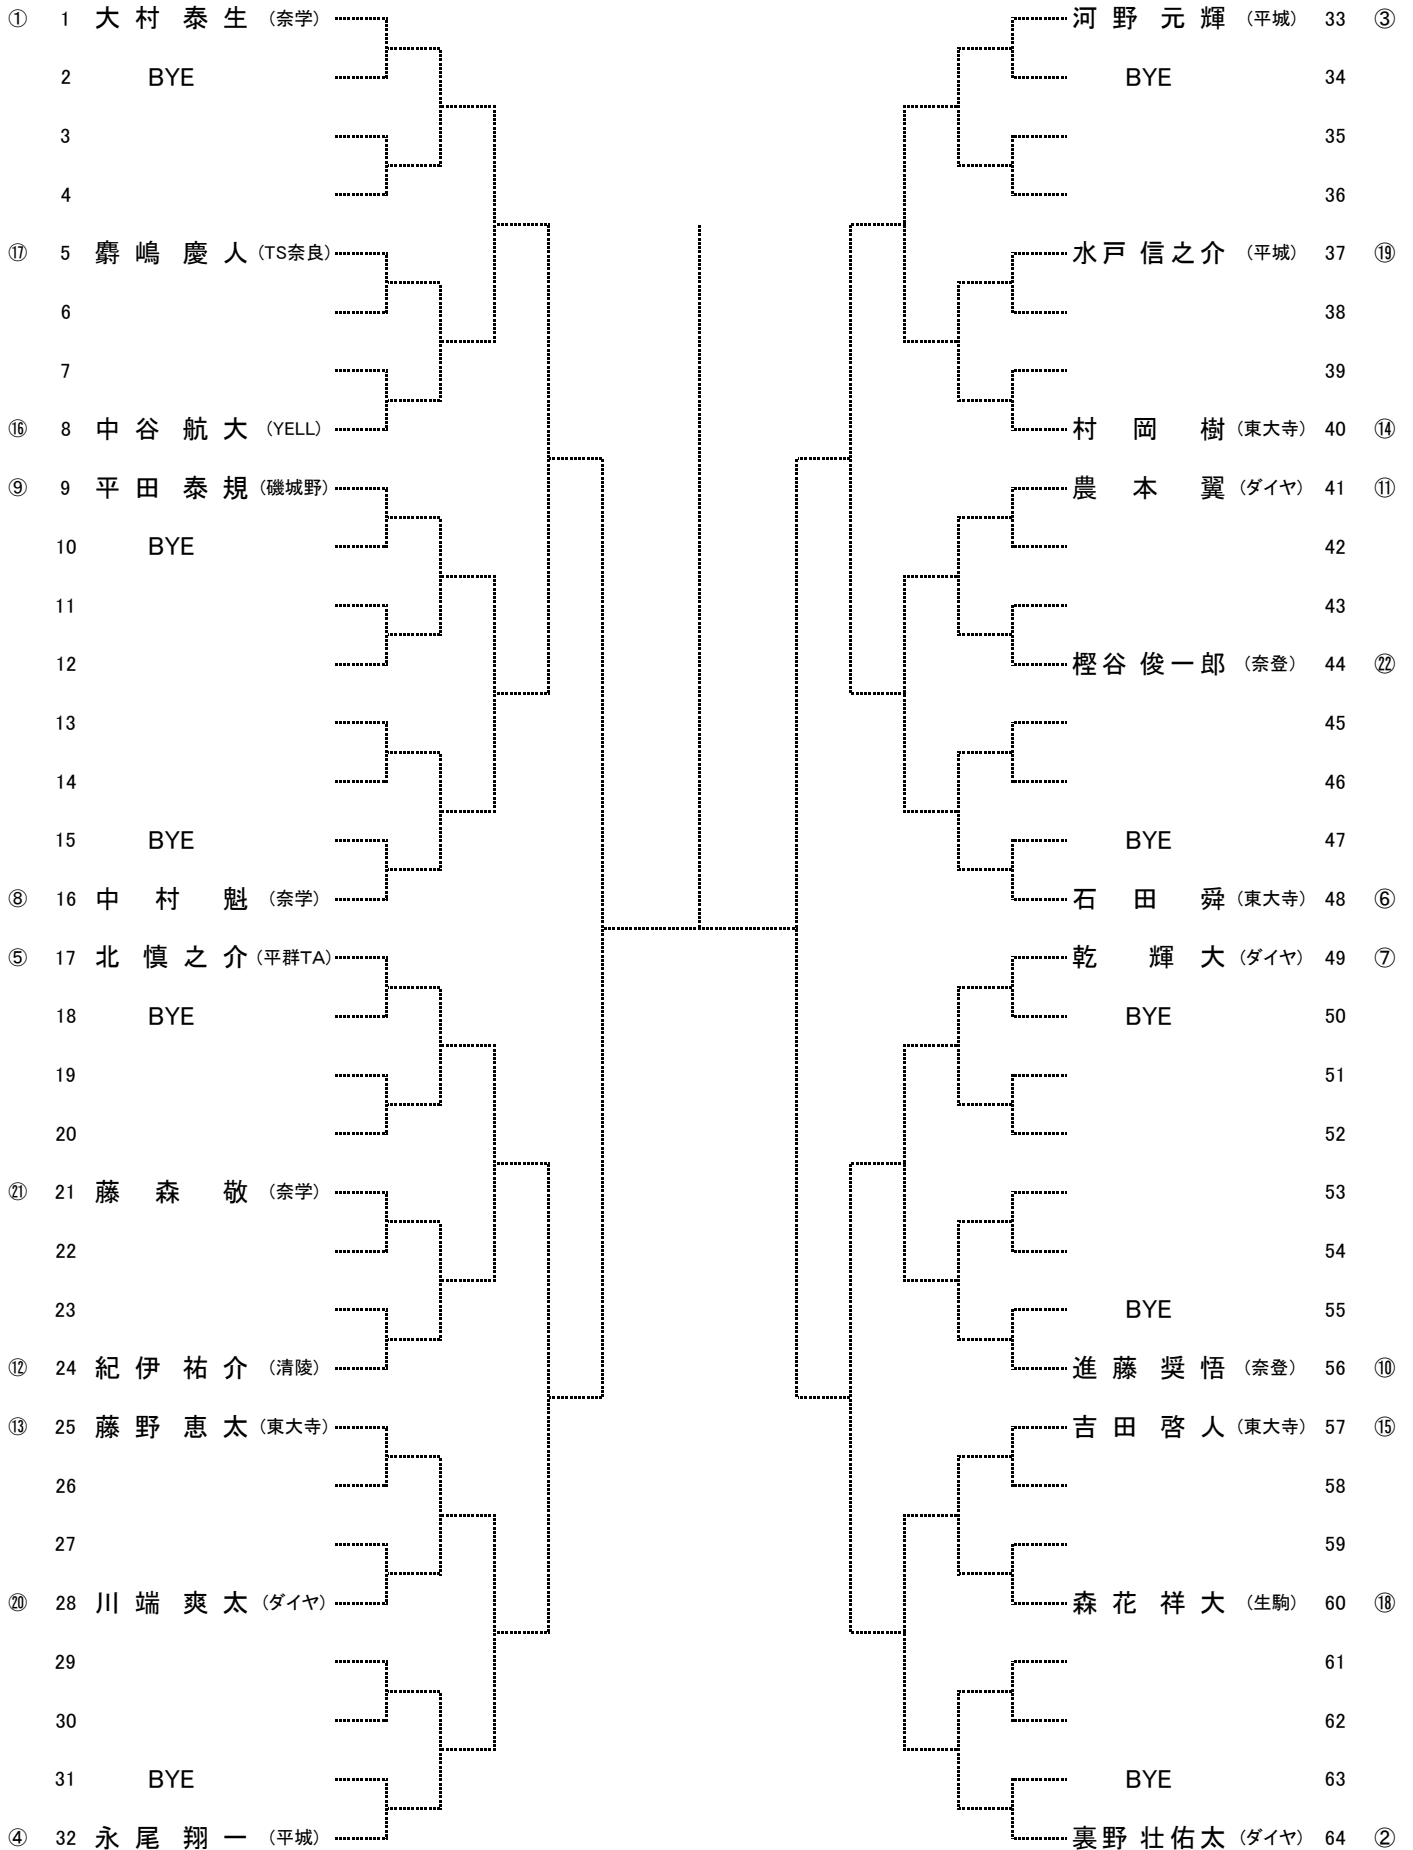 ① 1 大村 泰生 (奈学)
2 BYE
3
4
⑰ 5 麝嶋 慶人 (TS奈良)
6
7
⑯ 8 中谷 航大 (YELL)
⑨ 9 平田 泰規 (磯城野)
10 BYE
11
12
13
14
15 BYE
⑧ 16 中村 魁 (奈学)
⑤ 17 北 慎之介 (平群TA)
18 BYE
19
20
㉑ 21 藤森 敬 (奈学)
22
23
⑫ 24 紀伊 祐介 (清陵)
⑬ 25 藤野 恵太 (東大寺)
26
27
⑳ 28 川端 爽太 (ダイヤ)
29
30
31 BYE
④ 32 永尾 翔一 (平城)
河野 元輝 (平城) 33 ③
BYE 34
35
36
水戸 信之介 (平城) 37 ⑲
38
39
村岡 樹 (東大寺) 40 ⑭
農本 翼 (ダイヤ) 41 ⑪
42
43
樫谷 俊一郎 (奈登) 44 ㉒
45
46
BYE 47
石田 舜 (東大寺) 48 ⑥
乾 輝大 (ダイヤ) 49 ⑦
BYE 50
51
52
53
54
BYE 55
進藤 奨悟 (奈登) 56 ⑩
吉田 啓人 (東大寺) 57 ⑮
58
59
森花 祥大 (生駒) 60 ⑱
61
62
BYE 63
裏野 壮佑太 (ダイヤ) 64 ②